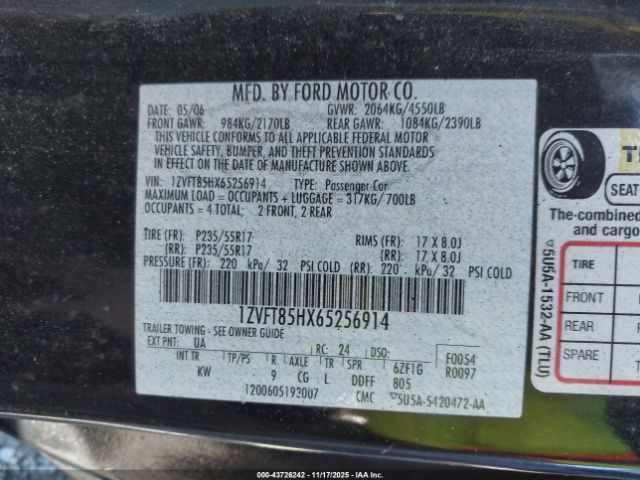 MFD. BY FORD MOTOR CO.
DATE: 05/06 GVWR: 2064KG/4550LB
FRONT GAWR: 984KG/2170LB REAR GAWR: 1084KG/2390LB
THIS VEHICLE CONFORMS TO ALL APPLICABLE FEDERAL MOTOR
VEHICLE SAFETY, BUMPER, AND THEFT PREVENTION STANDARDS
IN EFFECT ON THE DATE OF MANUFACTURE SHOWN ABOVE.
VIN: 1ZVFT85HX65256914 TYPE: Passenger Car
MAXIMUM LOAD = OCCUPANTS + LUGGAGE = 317KG/700LB
OCCUPANTS = 4 TOTAL: 2 FRONT, 2 REAR
TIRE (FR): P235/55R17 RIMS (FR): 17 X 8.0J
(RR): P235/55R17 (RR): 17 X 8.0J
PRESSURE (FR): 220 kPa/ 32 PSI COLD (RR): 220 kPa/ 32 PSI COLD
1ZVFT85HX65256914
TRAILER TOWING - SEE OWNER GUIDE
EXT PNT: UA RC: 24 DSO: F0054
INT TR TP/PS R AXLE TR SPR 6ZF1G R0097
KW 9 CG L DDFF B05
1200605193007 CMC ▽5U5A-5420472-AA
SEAT
The combined
and cargo
TIRE
FRONT
REAR
SPARE
▽5U5A-1532-AA (TLU)
000-43726242 - 11/17/2025 - IAAI.COM